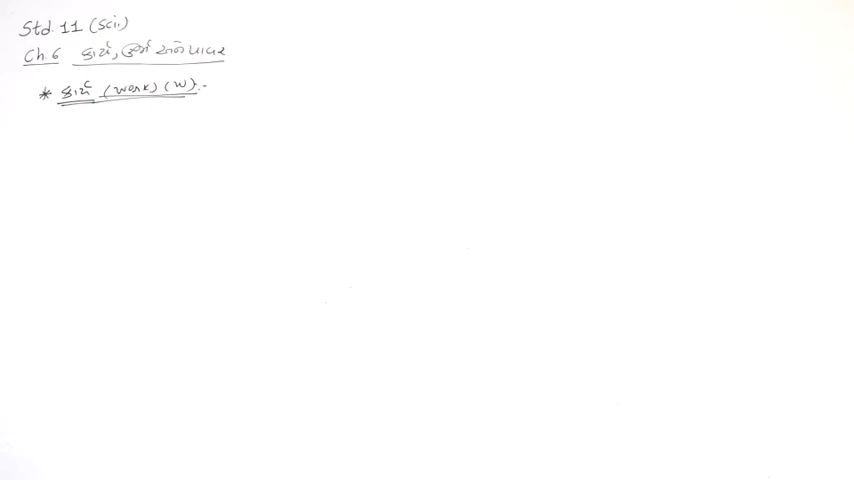 Std. 11 (Sci.)
Ch. 6 કાર્ય, ઊર્જા અને પાવર
* કાર્ય (Work) (W) :-